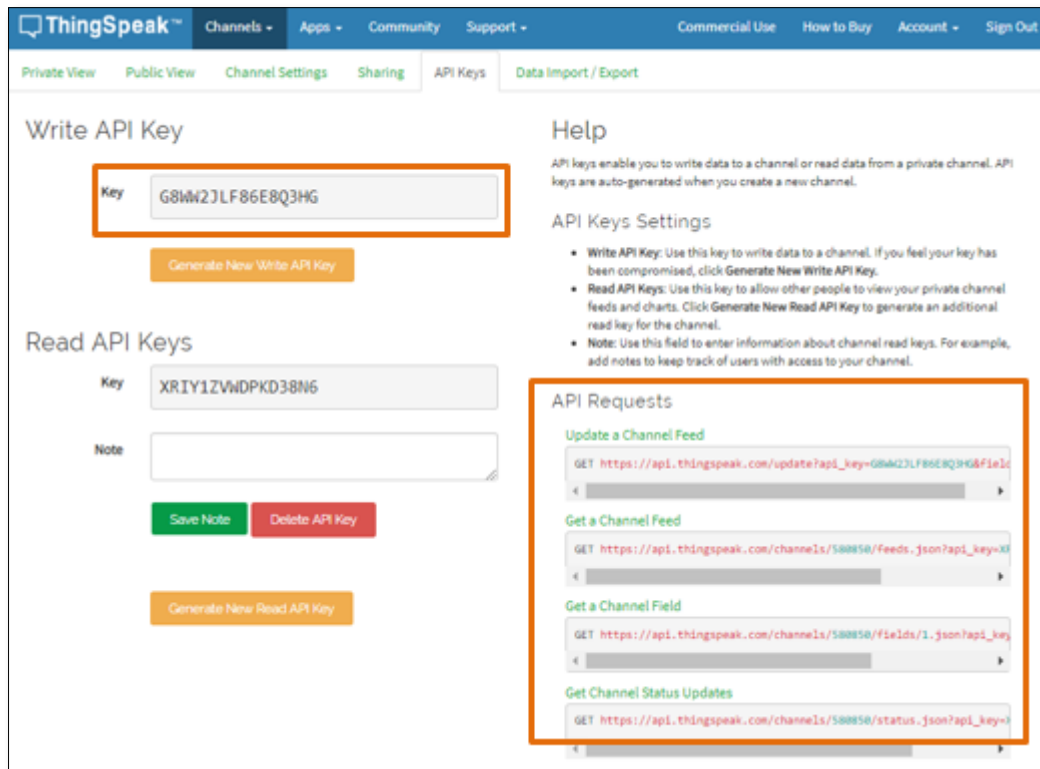 ThingSpeak™ Channels Apps Community Support Commercial Use How to Buy Account Sign Out
Private View Public View Channel Settings Sharing API Keys Data Import / Export
Write API Key
Key G8WW2JLF86E8Q3HG
Generate New Write API Key
Read API Keys
Key XRIY1ZVWDPKD38N6
Note
Save Note Delete API Key
Generate New Read API Key
Help
API keys enable you to write data to a channel or read data from a private channel. API
keys are auto-generated when you create a new channel.
API Keys Settings
• Write API Key: Use this key to write data to a channel. If you feel your key has
been compromised, click Generate New Write API Key.
• Read API Keys: Use this key to allow other people to view your private channel
feeds and charts. Click Generate New Read API Key to generate an additional
read key for the channel.
• Note: Use this field to enter information about channel read keys. For example,
add notes to keep track of users with access to your channel.
API Requests
Update a Channel Feed
GET https://api.thingspeak.com/update?api_key=G8WW2JLF86E8Q3HG&field
Get a Channel Feed
GET https://api.thingspeak.com/channels/580850/feeds.json?api_key=XR
Get a Channel Field
GET https://api.thingspeak.com/channels/580850/fields/1.json?api_key
Get Channel Status Updates
GET https://api.thingspeak.com/channels/580850/status.json?api_key=X